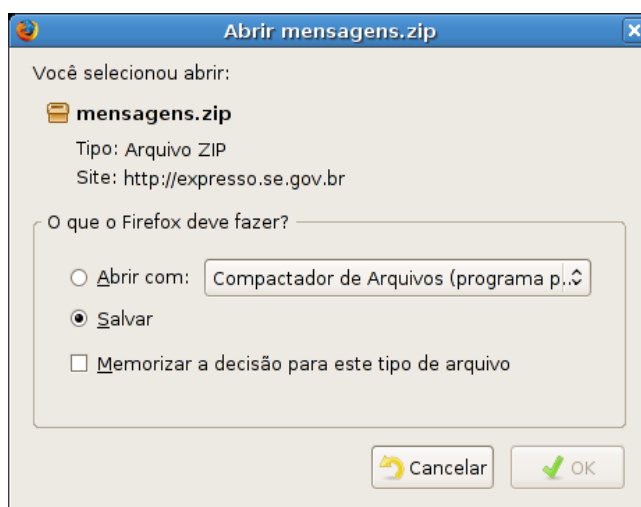 Abrir mensagens.zip
Você selecionou abrir:
mensagens.zip
Tipo: Arquivo ZIP
Site: http://expresso.se.gov.br
O que o Firefox deve fazer?
Abrir com: Compactador de Arquivos (programa p...
Salvar
Memorizar a decisão para este tipo de arquivo
Cancelar OK